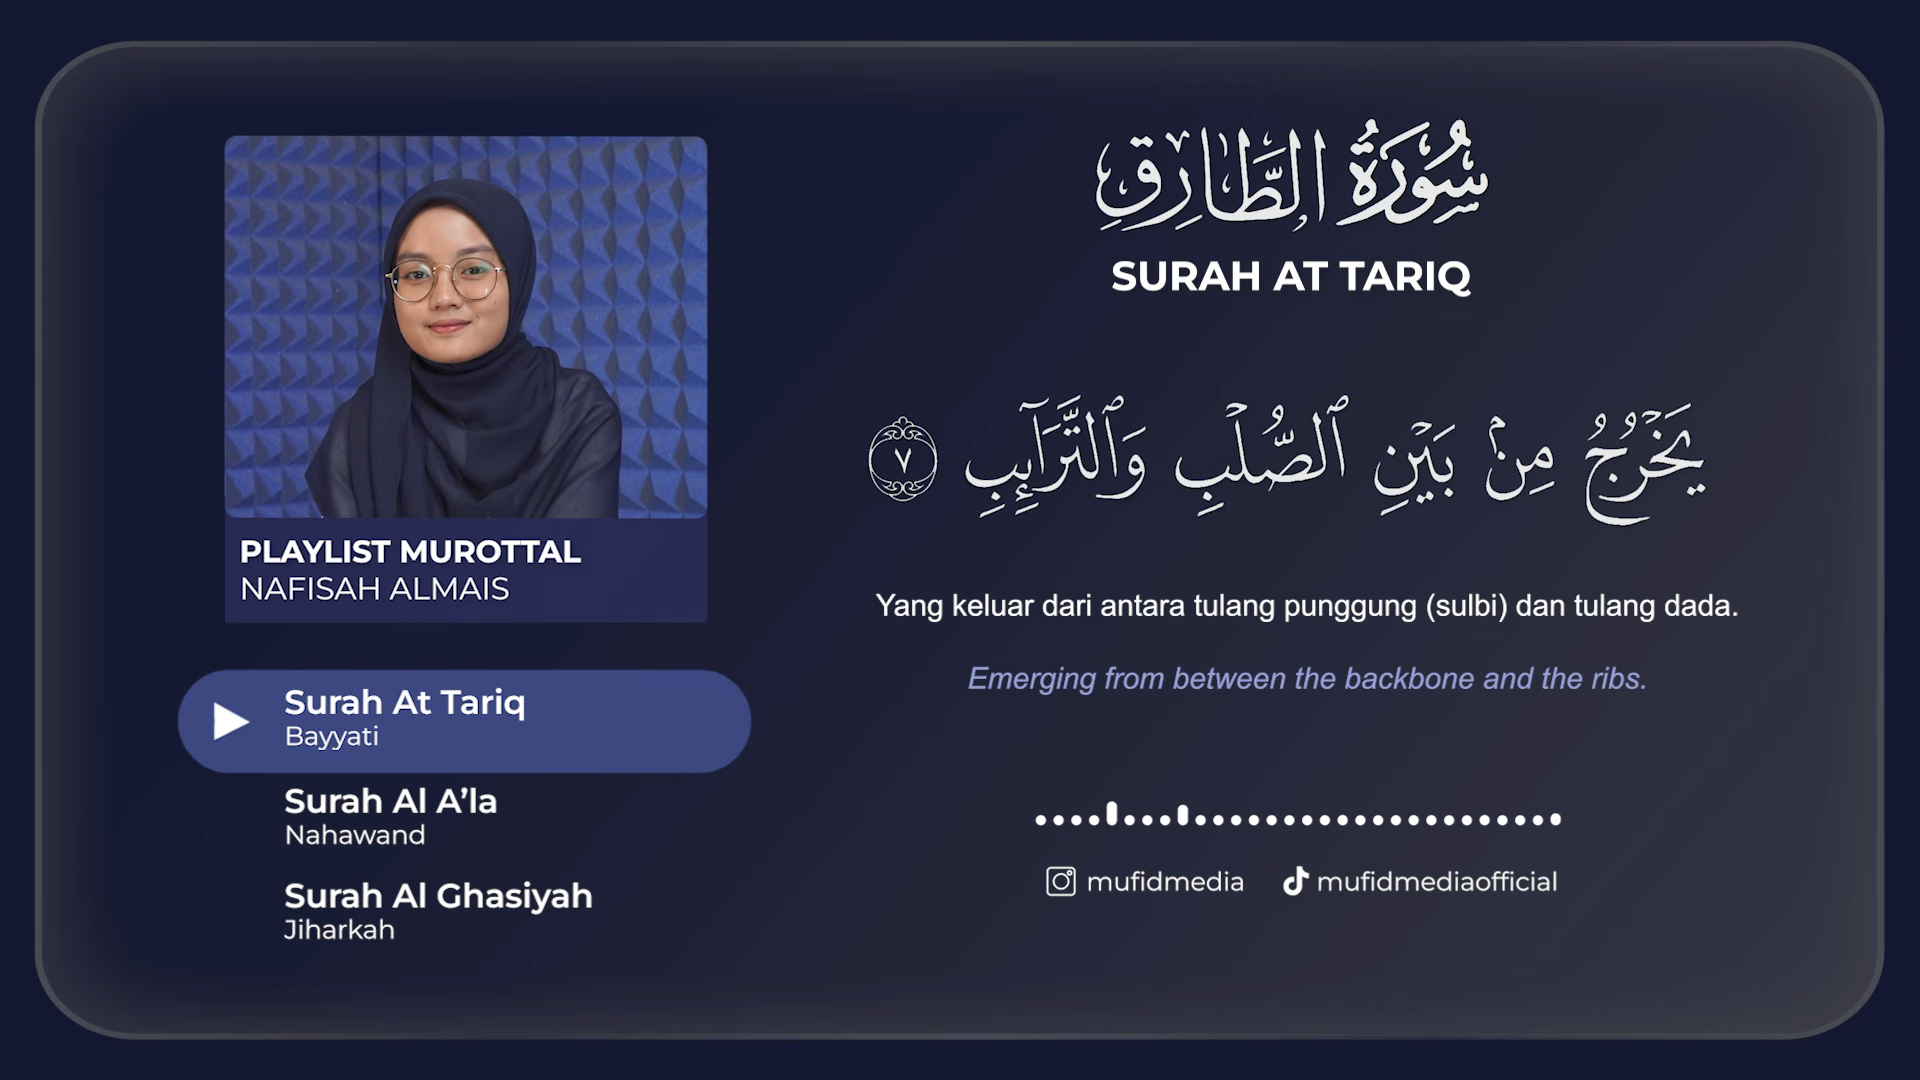 PLAYLIST MUROTTAL
NAFISAH ALMAIS
Surah At Tariq
Bayyati
Surah Al A’la
Nahawand
Surah Al Ghasiyah
Jiharkah
سُوْرَةُ الطَّارِقِ
SURAH AT TARIQ
يَخْرُجُ مِنۢ بَيْنِ ٱلصُّلْبِ وَٱلتَّرَآئِبِ ٧
Yang keluar dari antara tulang punggung (sulbi) dan tulang dada.
Emerging from between the backbone and the ribs.
mufidmedia mufidmediaofficial